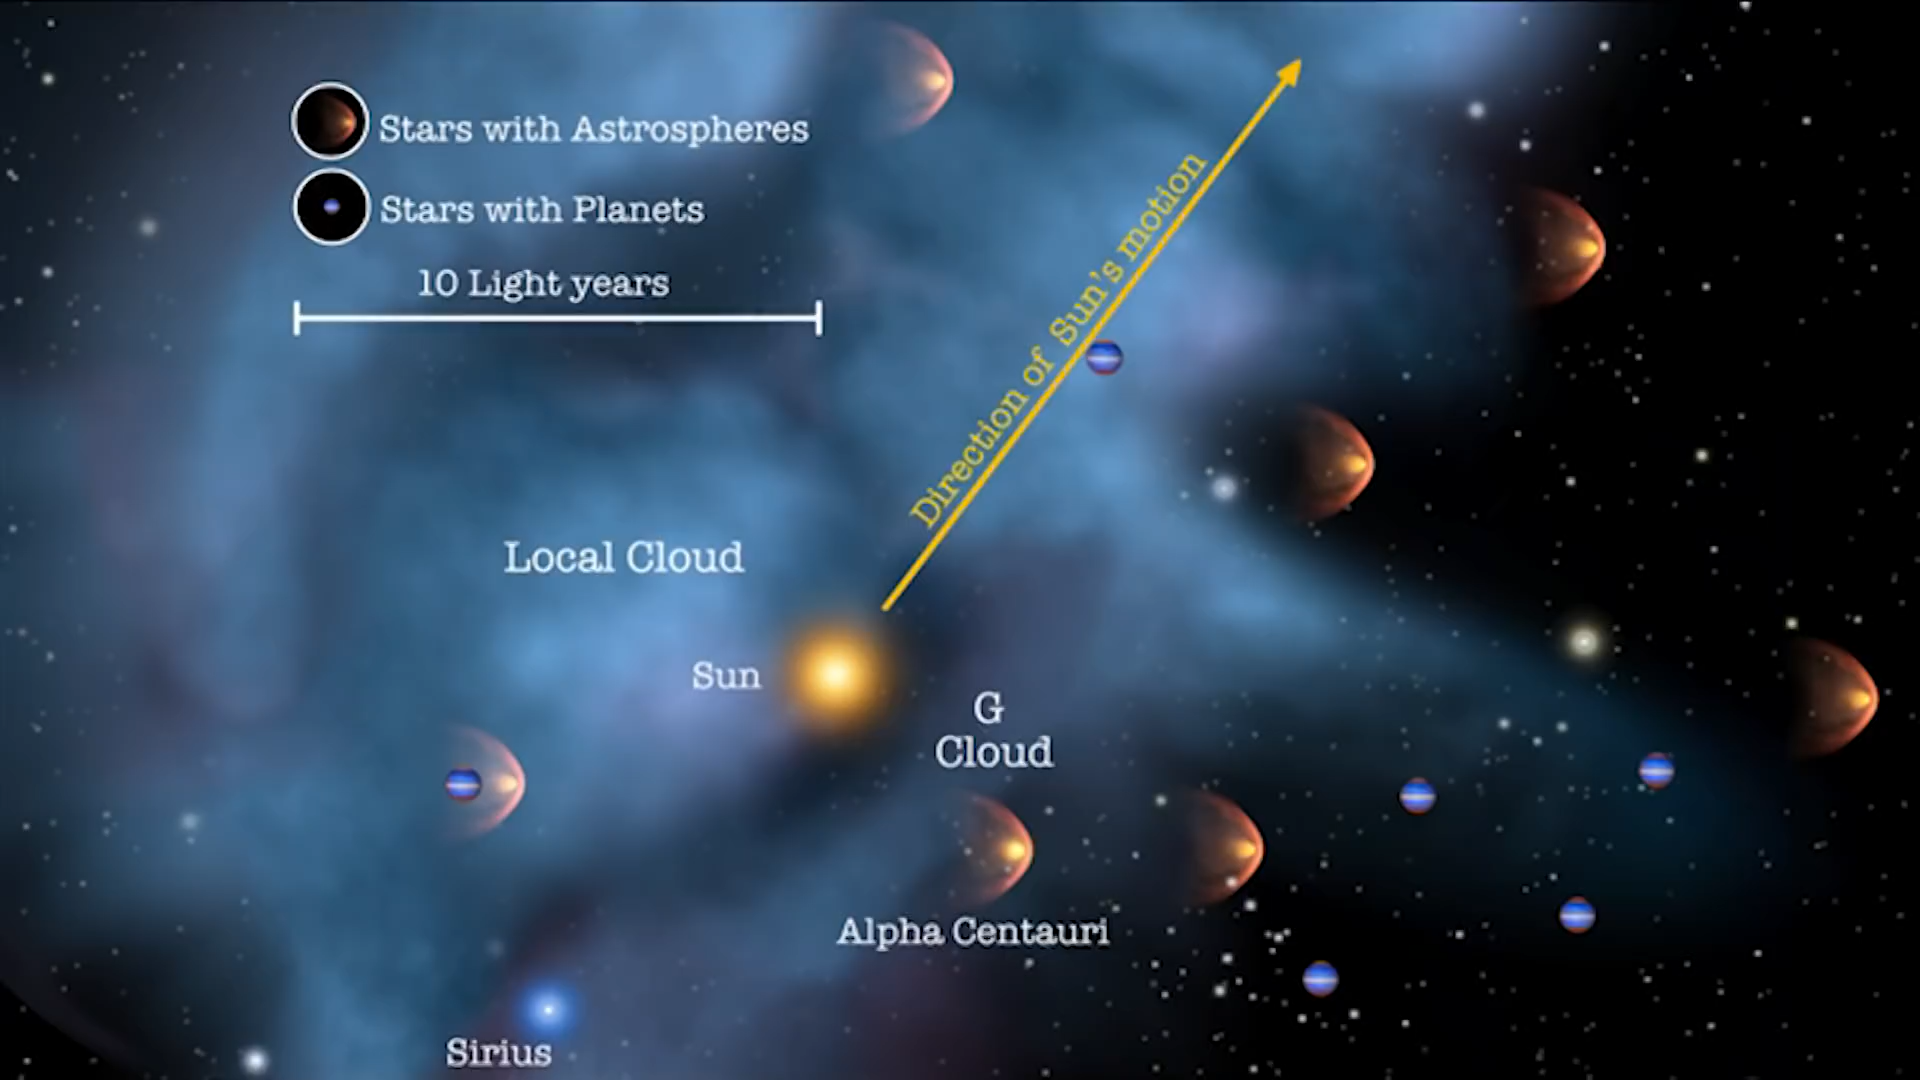 Stars with Astrospheres
Stars with Planets
10 Light years
Direction of Sun's motion
Local Cloud
Sun
G
Cloud
Alpha Centauri
Sirius